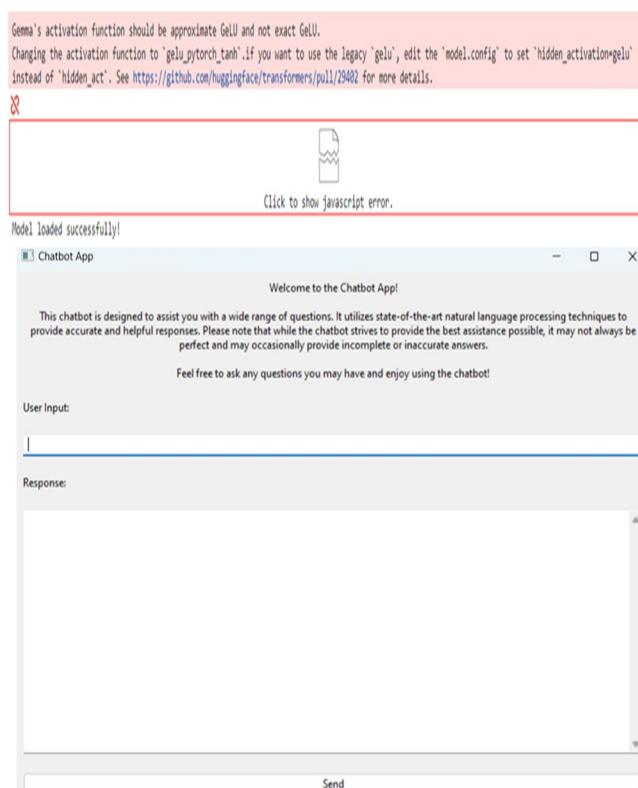 Gemma's activation function should be approximate GeLU and not exact GeLU.
Changing the activation function to `gelu_pytorch_tanh`.if you want to use the legacy `gelu`, edit the `model.config` to set `hidden_activation=gelu`
instead of `hidden_act`. See https://github.com/huggingface/transformers/pull/29402 for more details.
Click to show javascript error.
Model loaded successfully!
Chatbot App
Welcome to the Chatbot App!
This chatbot is designed to assist you with a wide range of questions. It utilizes state-of-the-art natural language processing techniques to
provide accurate and helpful responses. Please note that while the chatbot strives to provide the best assistance possible, it may not always be
perfect and may occasionally provide incomplete or inaccurate answers.
Feel free to ask any questions you may have and enjoy using the chatbot!
User Input:
Response:
Send